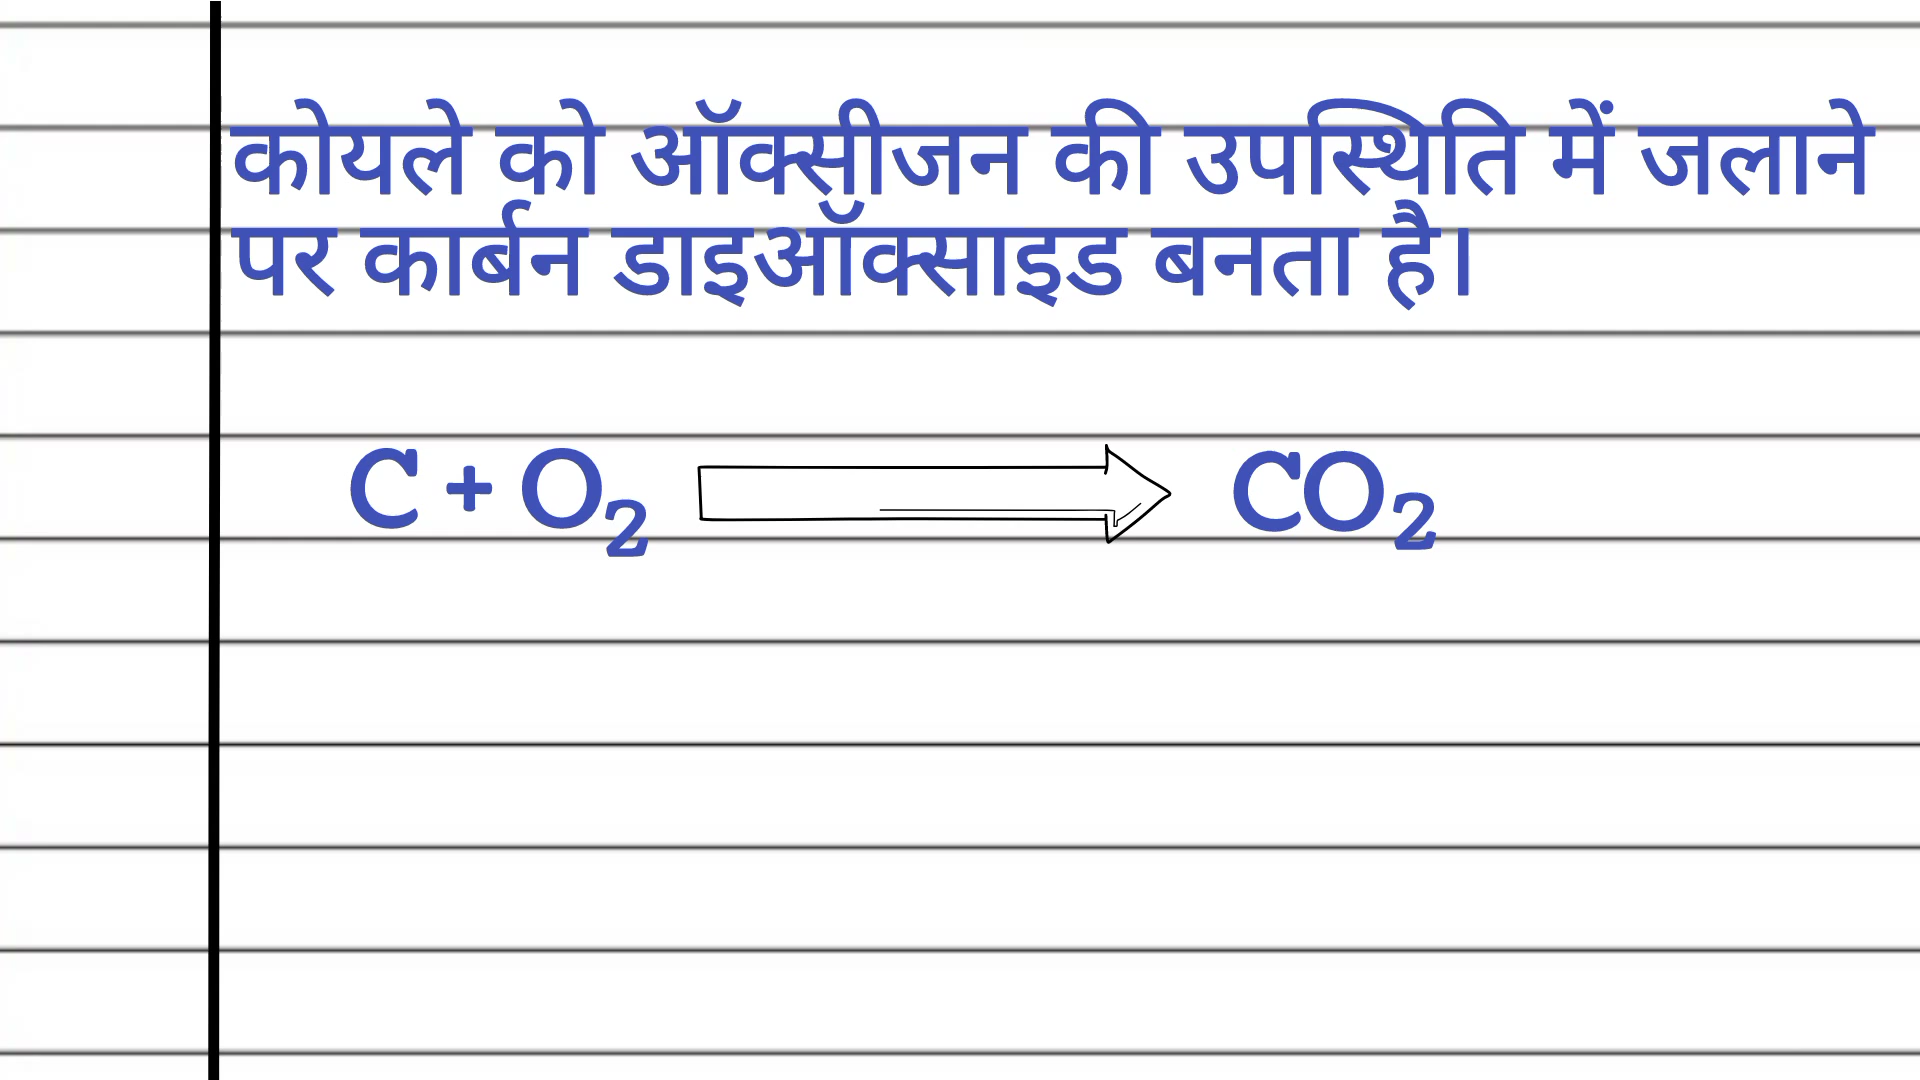 कोयले को ऑक्सीजन की उपस्थिति में जलाने
पर कार्बन डाइऑक्साइड बनता है।
C + O₂ ⟶ CO₂